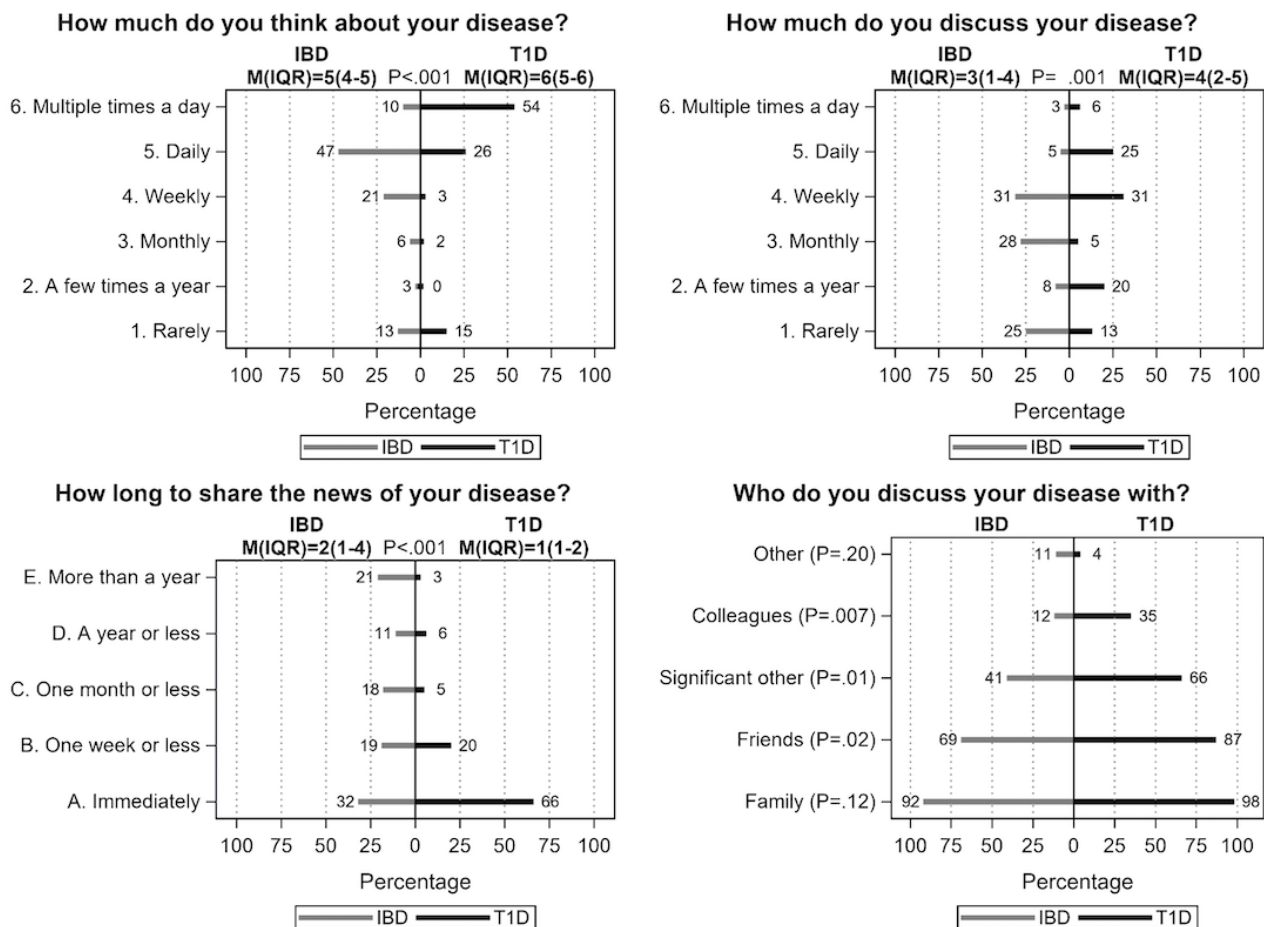 How much do you think about your disease?
IBD T1D
M(IQR)=5(4-5) P<.001 M(IQR)=6(5-6)
6. Multiple times a day 10 54
5. Daily 47 26
4. Weekly 21 3
3. Monthly 6 2
2. A few times a year 3 0
1. Rarely 13 15
100 75 50 25 0 25 50 75 100
Percentage
IBD T1D
How much do you discuss your disease?
IBD T1D
M(IQR)=3(1-4) P= .001 M(IQR)=4(2-5)
6. Multiple times a day 3 6
5. Daily 5 25
4. Weekly 31 31
3. Monthly 28 5
2. A few times a year 8 20
1. Rarely 25 13
100 75 50 25 0 25 50 75 100
Percentage
IBD T1D
How long to share the news of your disease?
IBD T1D
M(IQR)=2(1-4) P<.001 M(IQR)=1(1-2)
E. More than a year 21 3
D. A year or less 11 6
C. One month or less 18 5
B. One week or less 19 20
A. Immediately 32 66
100 75 50 25 0 25 50 75 100
Percentage
IBD T1D
Who do you discuss your disease with?
IBD T1D
Other (P=.20) 11 4
Colleagues (P=.007) 12 35
Significant other (P=.01) 41 66
Friends (P=.02) 69 87
Family (P=.12) 92 98
100 75 50 25 0 25 50 75 100
Percentage
IBD T1D